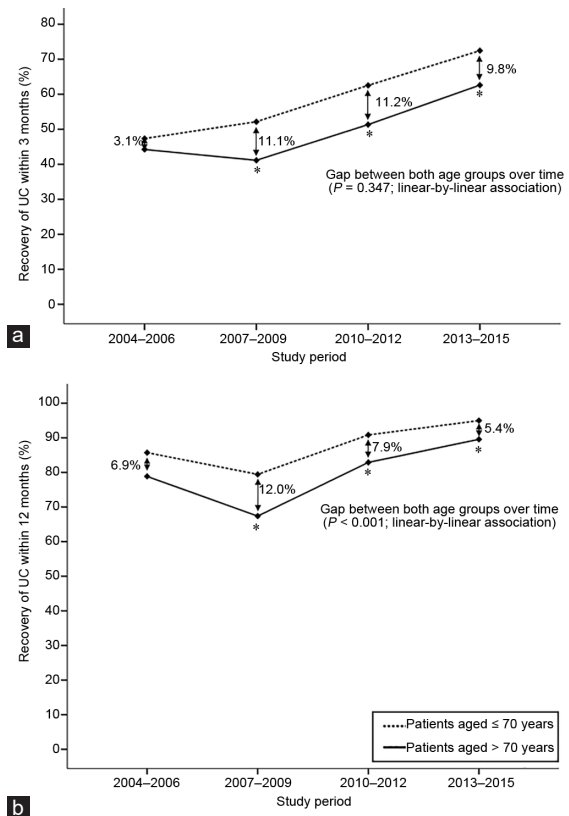 80
70
60
50
40
30
20
10
0
Recovery of UC within 3 months (%)
3.1%
11.1%
11.2%
9.8%
*
*
*
Gap between both age groups over time
(P = 0.347; linear-by-linear association)
2004–2006 2007–2009 2010–2012 2013–2015
Study period
a
100
90
80
70
60
50
40
30
20
10
0
Recovery of UC within 12 months (%)
6.9%
12.0%
7.9%
5.4%
*
*
*
Gap between both age groups over time
(P < 0.001; linear-by-linear association)
Patients aged ≤ 70 years
Patients aged > 70 years
2004–2006 2007–2009 2010–2012 2013–2015
Study period
b